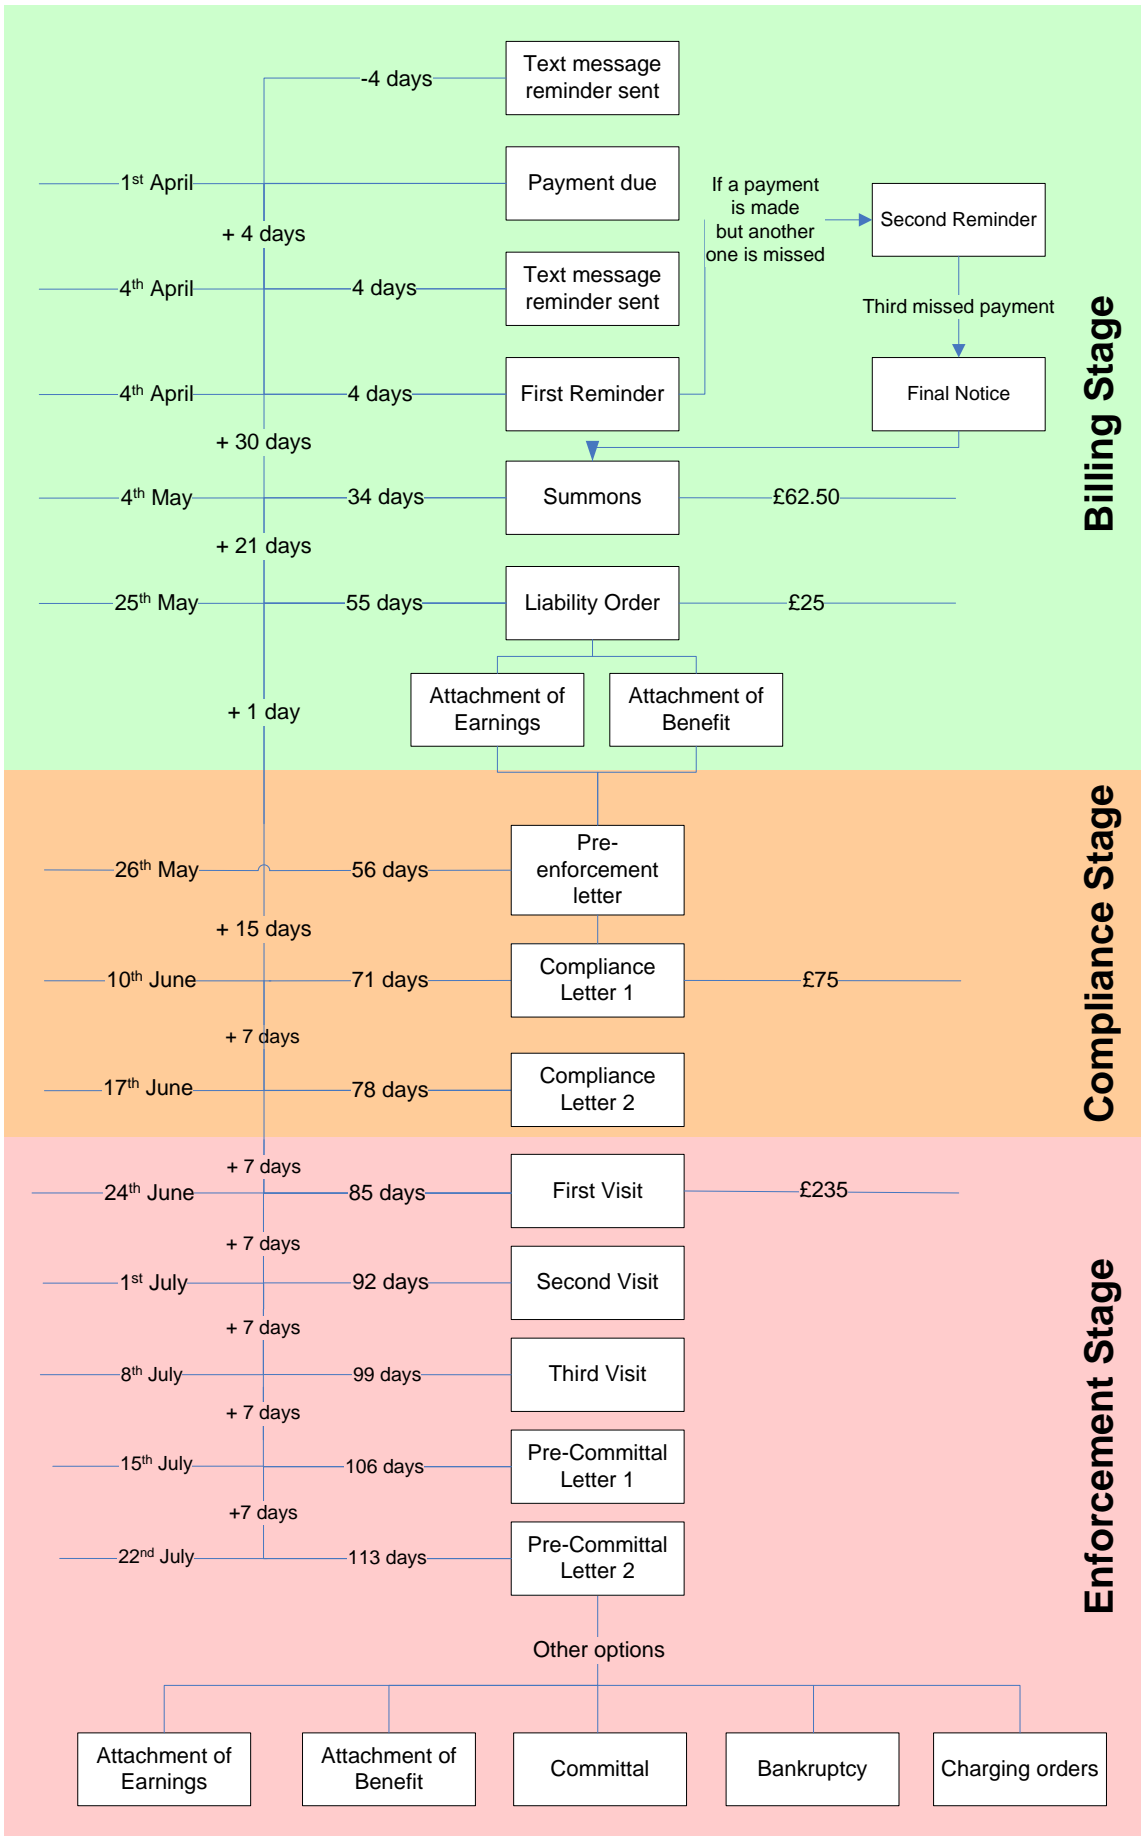 -4 days
Text message
reminder sent
1st April
Payment due
If a payment
is made
but another
one is missed
Second Reminder
+ 4 days
4th April
4 days
Text message
reminder sent
Third missed payment
4th April
4 days
First Reminder
Final Notice
+ 30 days
4th May
34 days
Summons
£62.50
+ 21 days
25th May
55 days
Liability Order
£25
Attachment of
Earnings
Attachment of
Benefit
+ 1 day
Billing Stage
Pre-
enforcement
letter
26th May
56 days
+ 15 days
10th June
71 days
Compliance
Letter 1
£75
+ 7 days
17th June
78 days
Compliance
Letter 2
Compliance Stage
+ 7 days
24th June
85 days
First Visit
£235
+ 7 days
1st July
92 days
Second Visit
+ 7 days
8th July
99 days
Third Visit
+ 7 days
15th July
106 days
Pre-Committal
Letter 1
+7 days
22nd July
113 days
Pre-Committal
Letter 2
Enforcement Stage
Other options
Attachment of
Earnings
Attachment of
Benefit
Committal
Bankruptcy
Charging orders